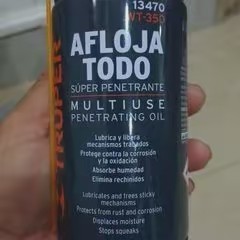 13470
WT-350
TRUPER
AFLOJA
TODO
SÚPER PENETRANTE
MULTIUSE
PENETRATING OIL
Lubrica y libera
mecanismos trabados
Protege contra la corrosión
y la oxidación
Absorbe humedad
Elimina rechinidos
Lubricates and frees sticky
mechanisms
Protects from rust and corrosion
Displaces moisture
Stops squeaks